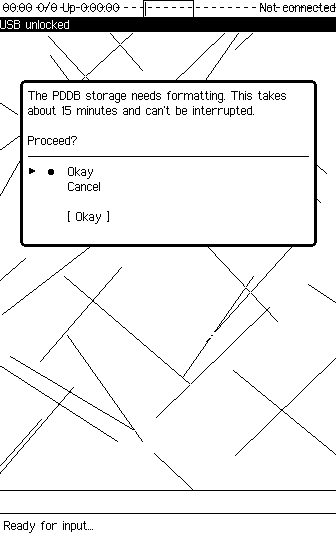 00:00 0/0 Up 0:00:00 Not connected
USB unlocked
The PDDB storage needs formatting. This takes
about 15 minutes and can't be interrupted.
Proceed?
Okay
Cancel
[ Okay ]
Ready for input...